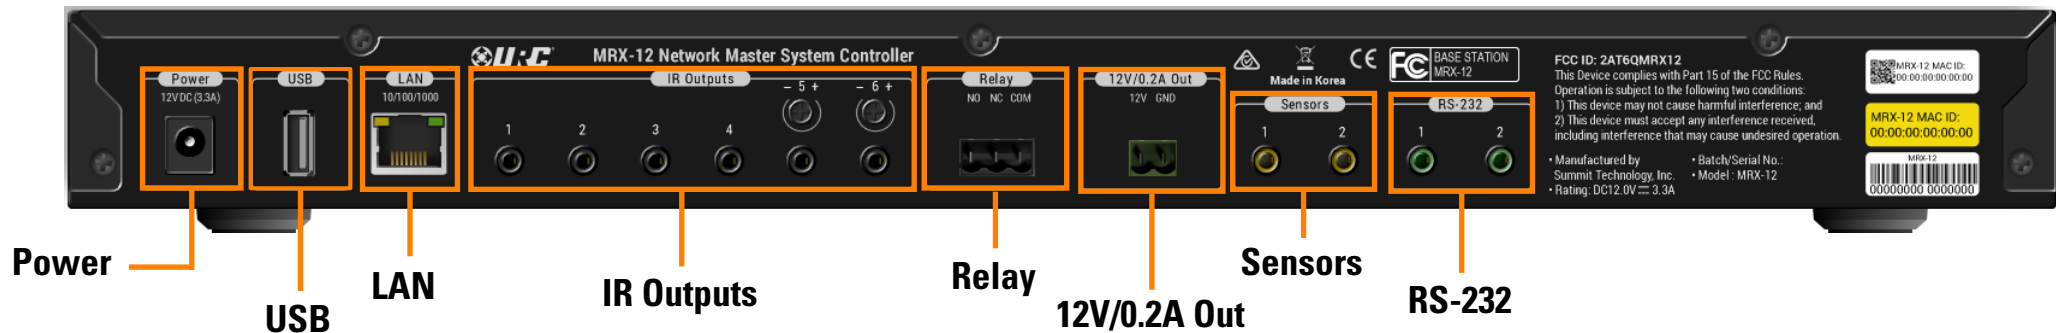 URC MRX-12 Network Master System Controller
Power
12V DC (3.3A)
USB
LAN
10/100/1000
IR Outputs
- 5 +
- 6 +
1 2 3 4
Relay
NO NC COM
12V/0.2A Out
12V GND
Made in Korea
CE
FC BASE STATION
MRX-12
Sensors
1 2
RS-232
1 2
FCC ID: 2AT6QMRX12
This Device complies with Part 15 of the FCC Rules.
Operation is subject to the following two conditions:
1) This device may not cause harmful interference; and
2) This device must accept any interference received,
including interference that may cause undesired operation.
• Manufactured by
Summit Technology, Inc.
• Rating: DC12.0V ⎓ 3.3A
• Batch/Serial No.:
• Model : MRX-12
MRX-12 MAC ID:
00:00:00:00:00:00
MRX-12 MAC ID:
00:00:00:00:00:00
MRX-12
00000000 0000000
Power
USB
LAN
IR Outputs
Relay
12V/0.2A Out
Sensors
RS-232